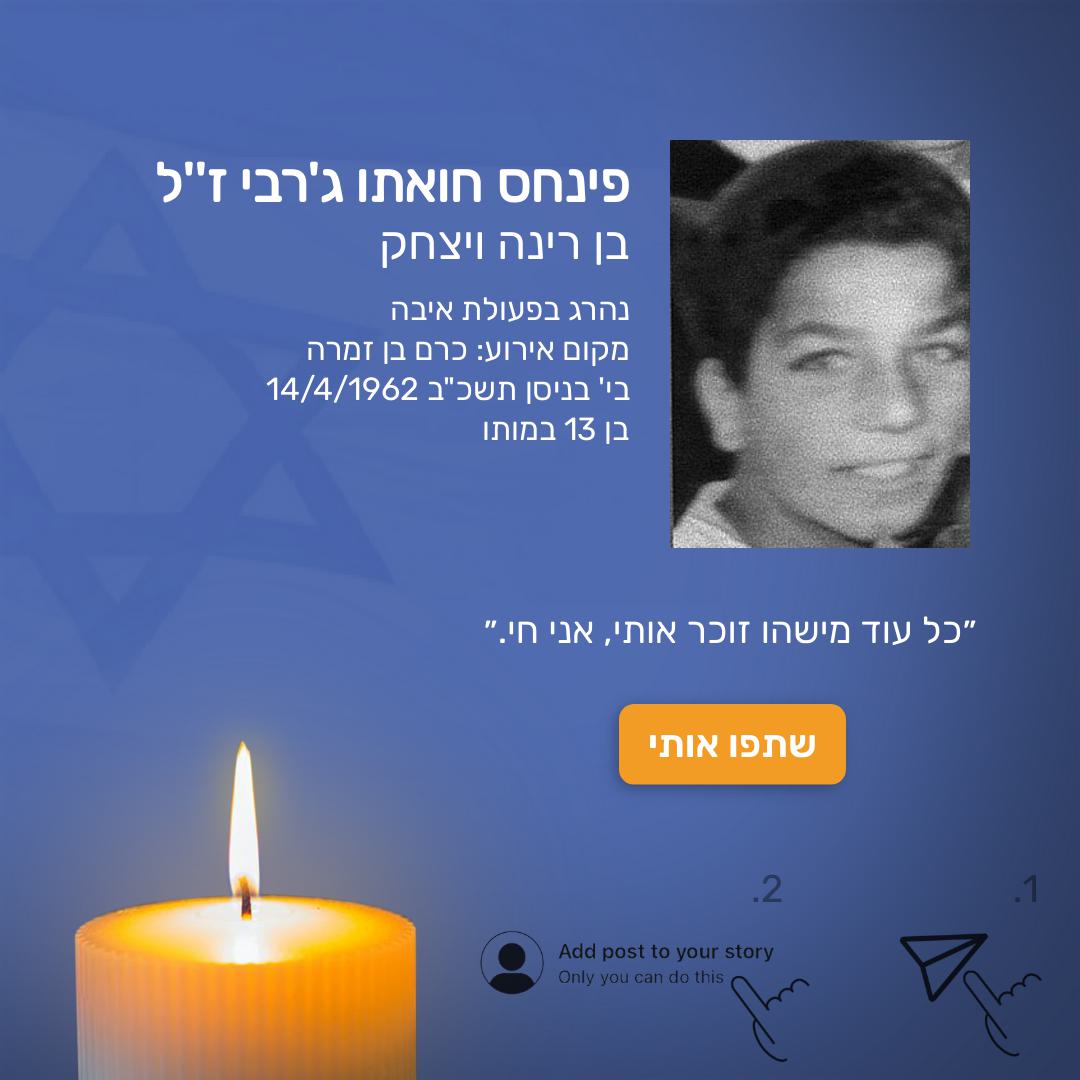 פינחס חואתו ג'רבי ז"ל
בן רינה ויצחק
נהרג בפעולת איבה
מקום אירוע: כרם בן זמרה
בי' בניסן תשכ"ב 14/4/1962
בן 13 במותו
״כל עוד מישהו זוכר אותי, אני חי.״
שתפו אותי
1.
2.
Add post to your story
Only you can do this